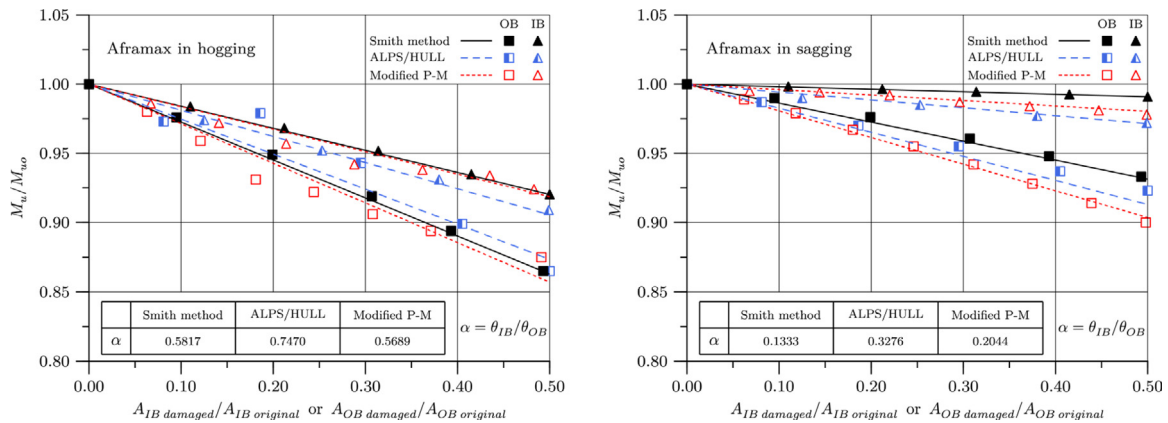 Aframax in hogging
OB IB
Smith method
ALPS/HULL
Modified P-M
1.05
1.00
0.95
0.90
0.85
0.80
M_u/M_uo
Smith method ALPS/HULL Modified P-M
α 0.5817 0.7470 0.5689
α = θ_IB/θ_OB
0.00 0.10 0.20 0.30 0.40 0.50
A_IB damaged/A_IB original or A_OB damaged/A_OB original
Aframax in sagging
OB IB
Smith method
ALPS/HULL
Modified P-M
1.05
1.00
0.95
0.90
0.85
0.80
M_u/M_uo
Smith method ALPS/HULL Modified P-M
α 0.1333 0.3276 0.2044
α = θ_IB/θ_OB
0.00 0.10 0.20 0.30 0.40 0.50
A_IB damaged/A_IB original or A_OB damaged/A_OB original